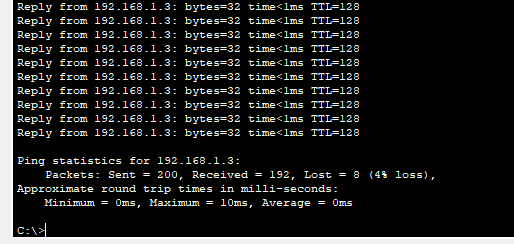 Reply from 192.168.1.3: bytes=32 time<1ms TTL=128
Reply from 192.168.1.3: bytes=32 time<1ms TTL=128
Reply from 192.168.1.3: bytes=32 time<1ms TTL=128
Reply from 192.168.1.3: bytes=32 time<1ms TTL=128
Reply from 192.168.1.3: bytes=32 time<1ms TTL=128
Reply from 192.168.1.3: bytes=32 time<1ms TTL=128
Reply from 192.168.1.3: bytes=32 time<1ms TTL=128
Reply from 192.168.1.3: bytes=32 time<1ms TTL=128
Reply from 192.168.1.3: bytes=32 time<1ms TTL=128
Reply from 192.168.1.3: bytes=32 time<1ms TTL=128

Ping statistics for 192.168.1.3:
    Packets: Sent = 200, Received = 192, Lost = 8 (4% loss),
Approximate round trip times in milli-seconds:
    Minimum = 0ms, Maximum = 10ms, Average = 0ms

C:\>